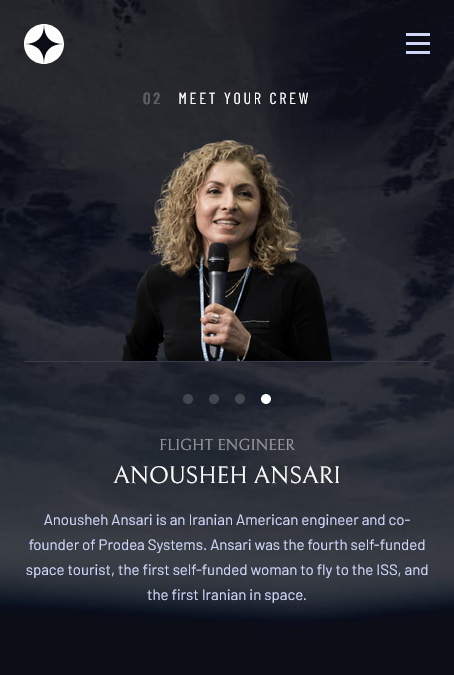 02 MEET YOUR CREW
FLIGHT ENGINEER
ANOUSHEH ANSARI
Anousheh Ansari is an Iranian American engineer and co-
founder of Prodea Systems. Ansari was the fourth self-funded
space tourist, the first self-funded woman to fly to the ISS, and
the first Iranian in space.